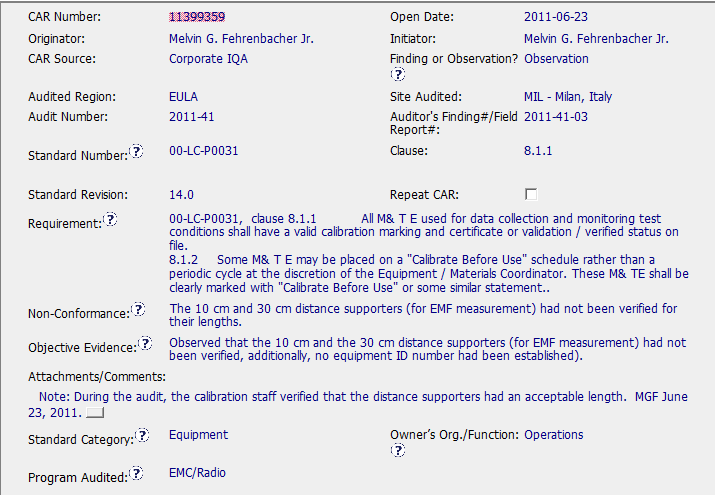 CAR Number: 11399359 Open Date: 2011-06-23
Originator: Melvin G. Fehrenbacher Jr. Initiator: Melvin G. Fehrenbacher Jr.
CAR Source: Corporate IQA Finding or Observation? Observation
?
Audited Region: EULA Site Audited: MIL - Milan, Italy
Audit Number: 2011-41 Auditor's Finding#/Field 2011-41-03
Report#:
Standard Number: ? 00-LC-P0031 Clause: 8.1.1
Standard Revision: 14.0 Repeat CAR:
Requirement: ? 00-LC-P0031, clause 8.1.1 All M& T E used for data collection and monitoring test
conditions shall have a valid calibration marking and certificate or validation / verified status on
file.
8.1.2 Some M& T E may be placed on a "Calibrate Before Use" schedule rather than a
periodic cycle at the discretion of the Equipment / Materials Coordinator. These M& TE shall be
clearly marked with "Calibrate Before Use" or some similar statement..
Non-Conformance: ? The 10 cm and 30 cm distance supporters (for EMF measurement) had not been verified for
their lengths.
Objective Evidence: ? Observed that the 10 cm and the 30 cm distance supporters (for EMF measurement) had not
been verified, additionally, no equipment ID number had been established).
Attachments/Comments:
Note: During the audit, the calibration staff verified that the distance supporters had an acceptable length. MGF June
23, 2011.
Standard Category: ? Equipment Owner's Org./Function: Operations
?
Program Audited: ? EMC/Radio